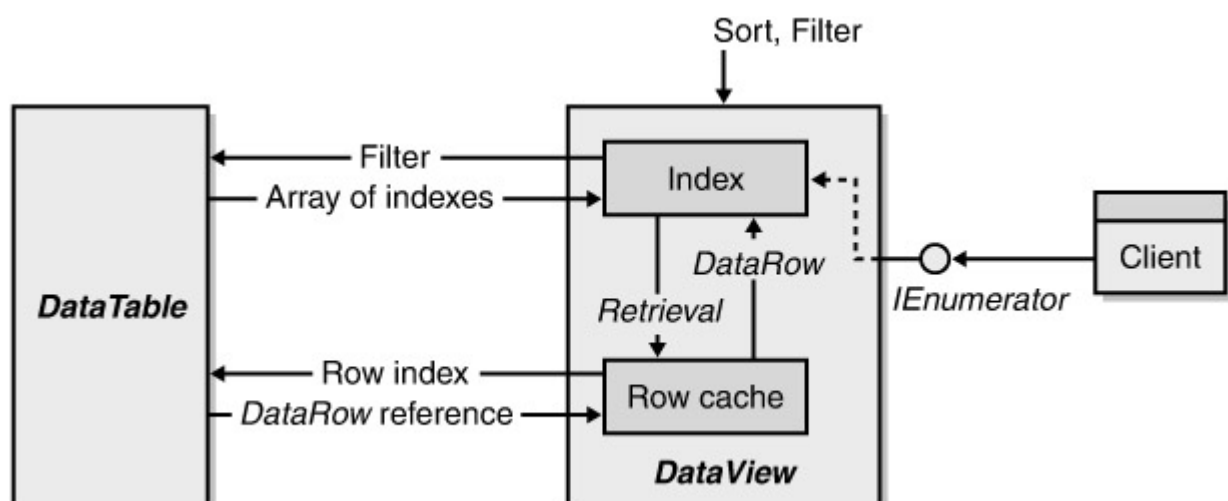 Sort, Filter
Filter
Index
Array of indexes
DataRow
Client
IEnumerator
DataTable
Retrieval
Row index
Row cache
DataRow reference
DataView